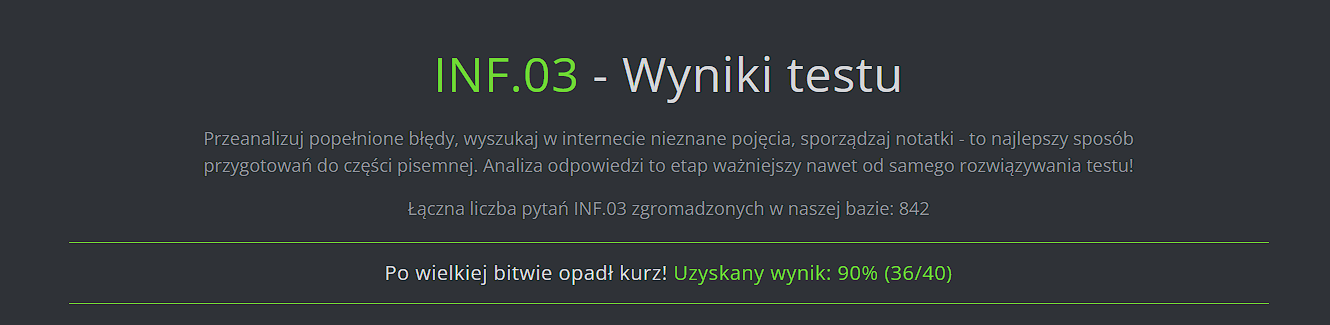 INF.03 - Wyniki testu
Przeanalizuj popełnione błędy, wyszukaj w internecie nieznane pojęcia, sporządzaj notatki - to najlepszy sposób
przygotowań do części pisemnej. Analiza odpowiedzi to etap ważniejszy nawet od samego rozwiązywania testu!
Łączna liczba pytań INF.03 zgromadzonych w naszej bazie: 842
Po wielkiej bitwie opadł kurz! Uzyskany wynik: 90% (36/40)